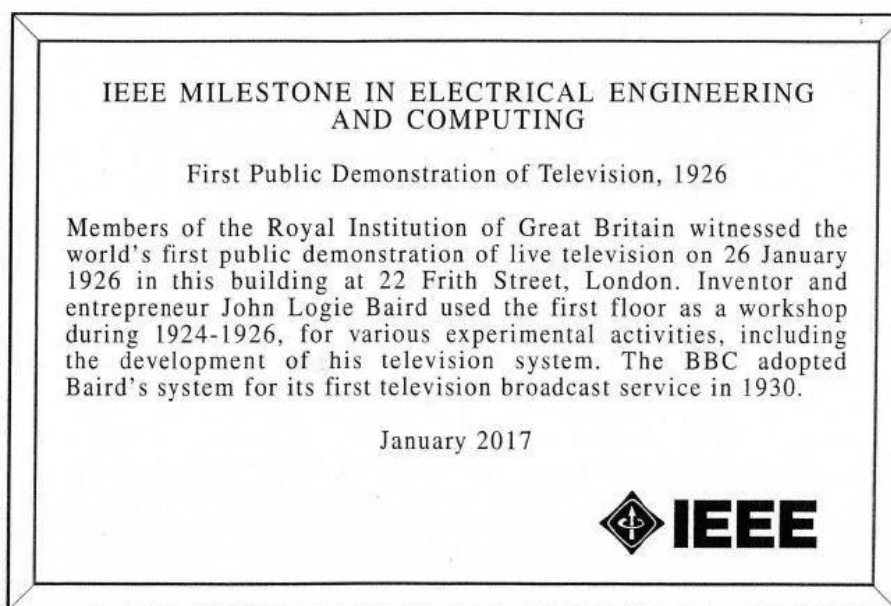 IEEE MILESTONE IN ELECTRICAL ENGINEERING
AND COMPUTING
First Public Demonstration of Television, 1926
Members of the Royal Institution of Great Britain witnessed the
world's first public demonstration of live television on 26 January
1926 in this building at 22 Frith Street, London. Inventor and
entrepreneur John Logie Baird used the first floor as a workshop
during 1924-1926, for various experimental activities, including
the development of his television system. The BBC adopted
Baird's system for its first television broadcast service in 1930.
January 2017
IEEE